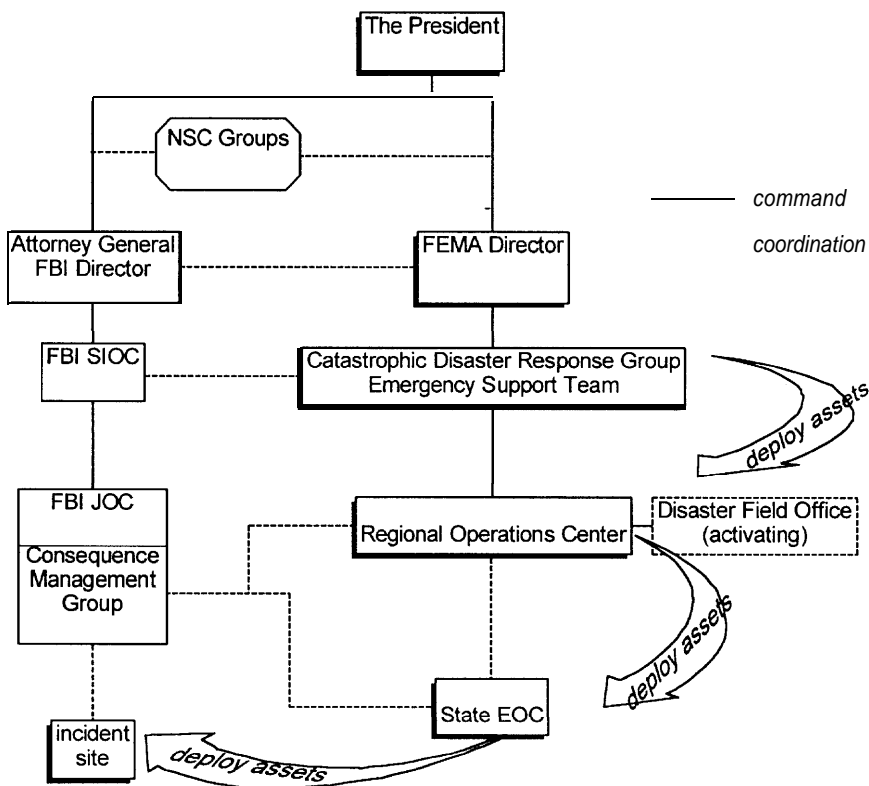 The President
NSC Groups
command
coordination
Attorney General
FBI Director
FEMA Director
FBI SIOC
Catastrophic Disaster Response Group
Emergency Support Team
deploy assets
FBI JOC
Consequence
Management
Group
Regional Operations Center
Disaster Field Office
(activating)
deploy assets
State EOC
incident
site
deploy assets